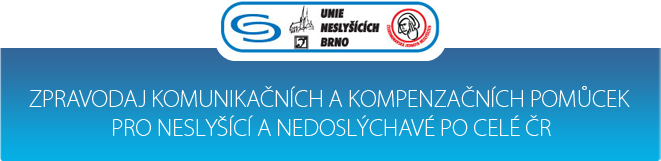 UNIE
NESLYŠÍCÍCH
BRNO
ZPRAVODAJ KOMUNIKAČNÍCH A KOMPENZAČNÍCH POMŮCEK
PRO NESLYŠÍCÍ A NEDOSLÝCHAVÉ PO CELÉ ČR